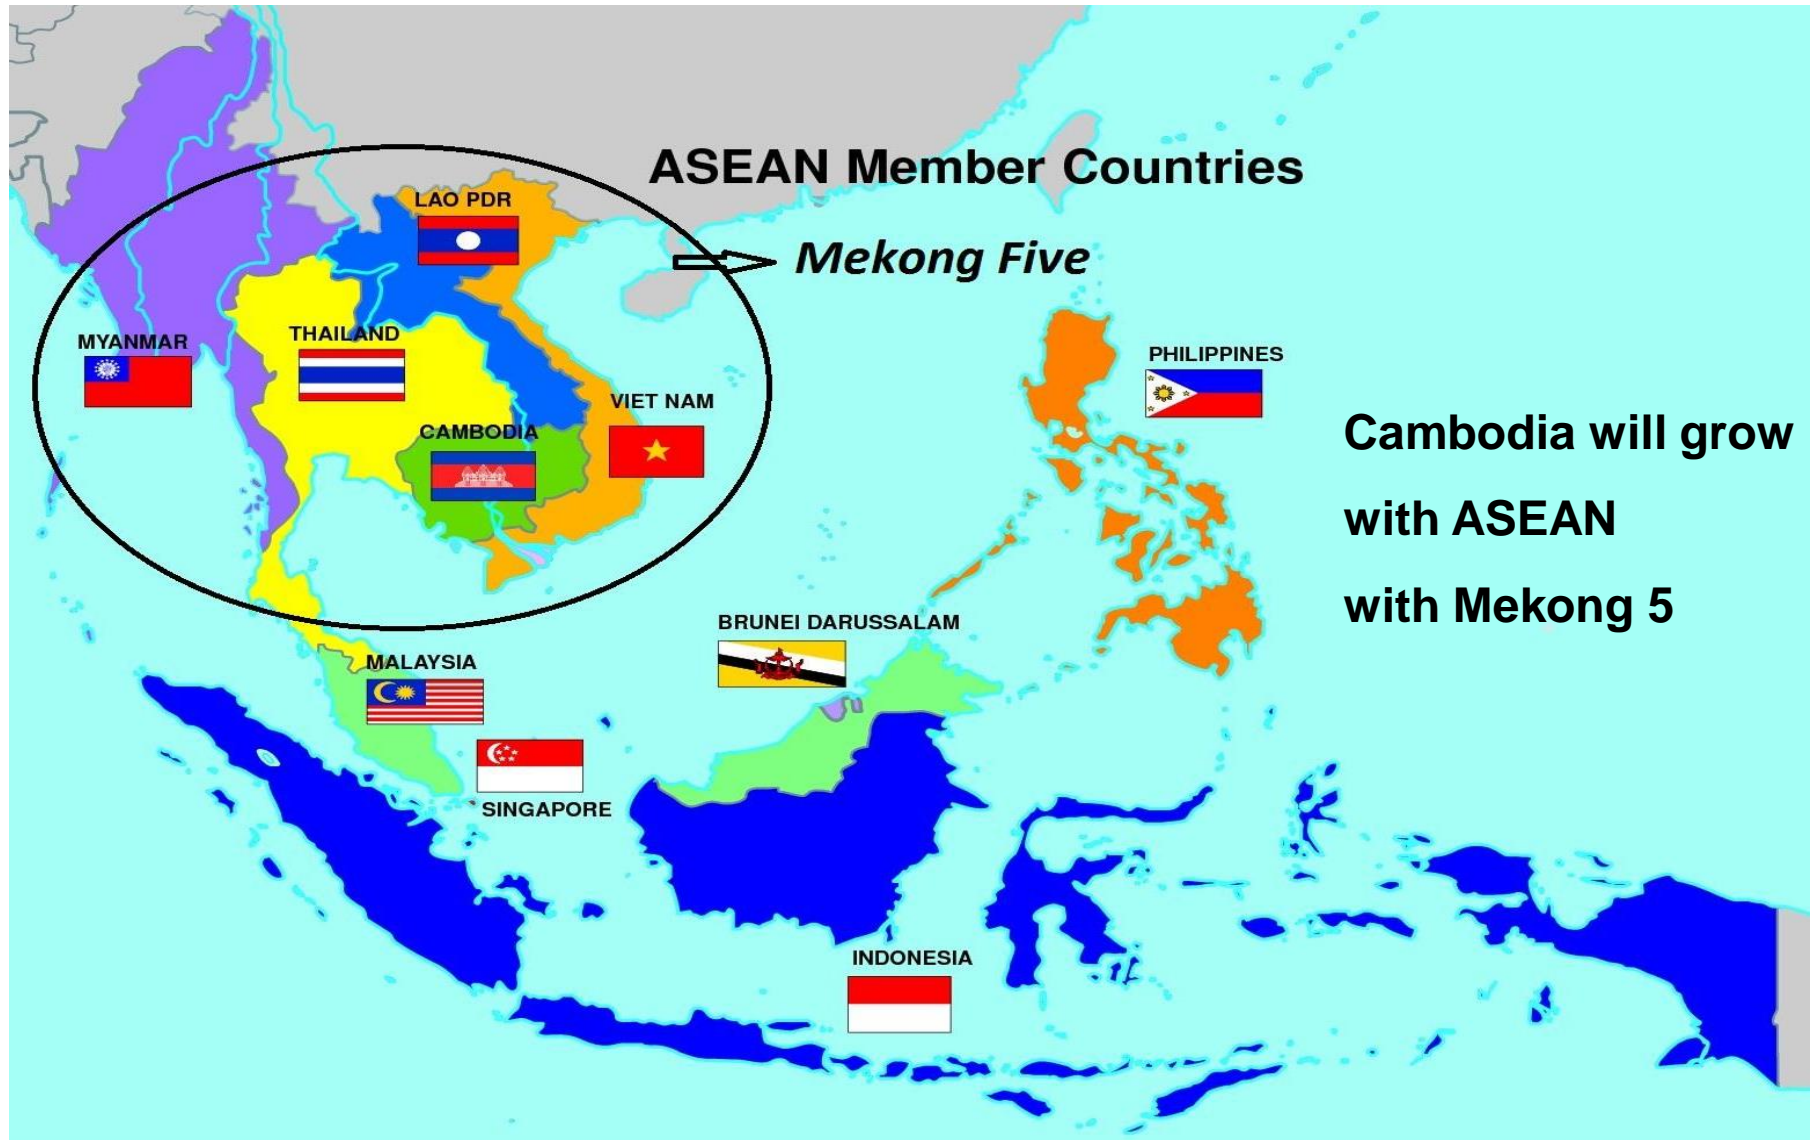 ASEAN Member Countries
LAO PDR
Mekong Five
MYANMAR
THAILAND
PHILIPPINES
VIET NAM
CAMBODIA
Cambodia will grow
with ASEAN
with Mekong 5
BRUNEI DARUSSALAM
MALAYSIA
SINGAPORE
INDONESIA